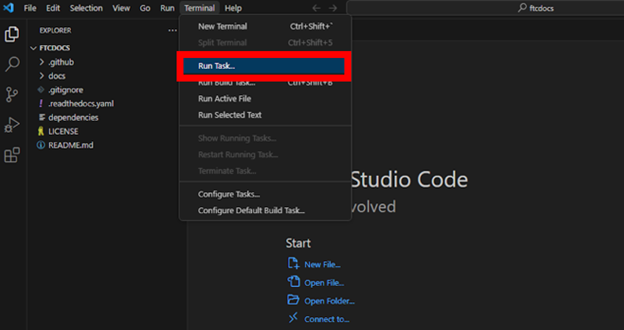 File Edit Selection View Go Run Terminal Help ftcdocs
EXPLORER
FTCDOCS
.github
docs
.gitignore
.readthedocs.yaml
dependencies
LICENSE
README.md
New Terminal Ctrl+Shift+`
Split Terminal Ctrl+Shift+5
Run Task...
Run Build Task... Ctrl+Shift+B
Run Active File
Run Selected Text
Show Running Tasks...
Restart Running Task...
Terminate Task...
Configure Tasks...
Configure Default Build Task...
Studio Code
volved
Start
New File...
Open File...
Open Folder...
Connect to...